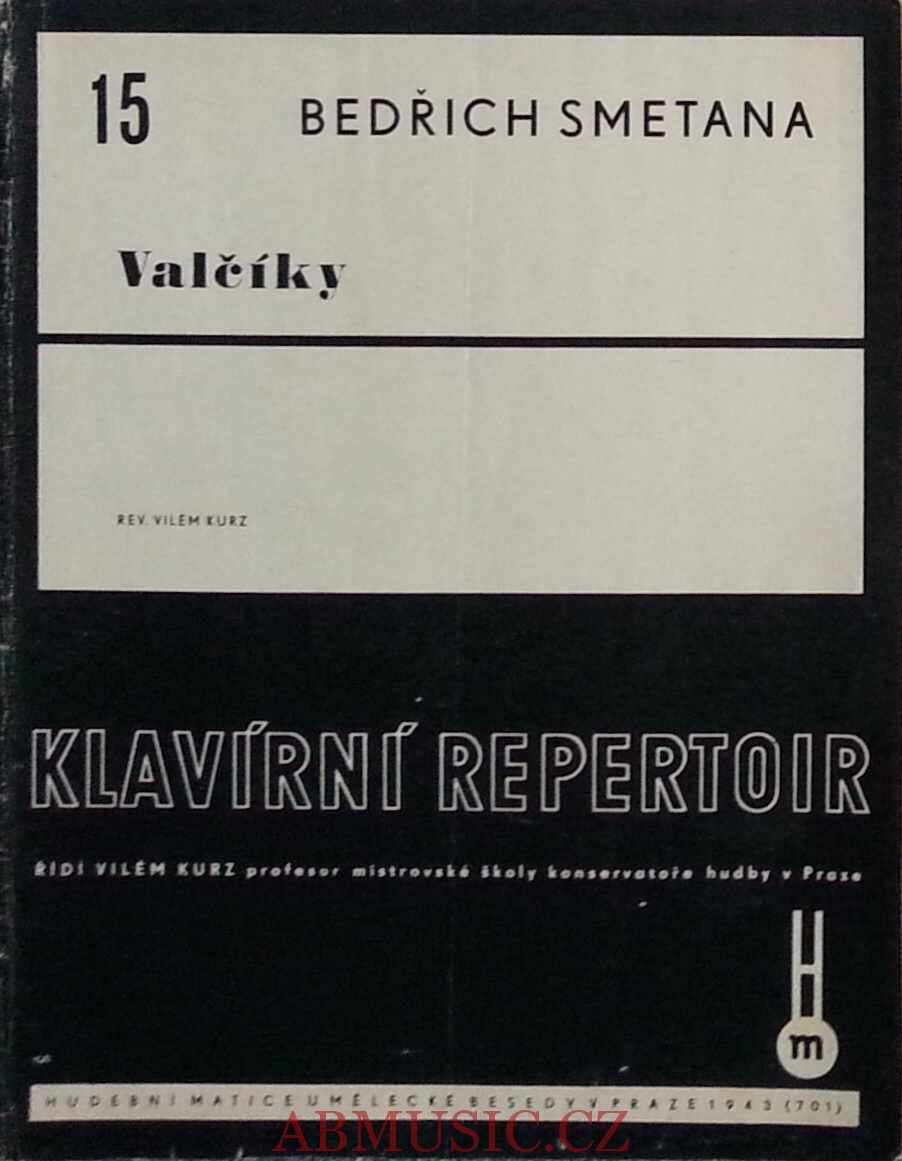 15 BEDŘICH SMETANA
Valčíky
REV. VILÉM KURZ
KLAVÍRNÍ REPERTOIR
ŘÍDÍ VILÉM KURZ profesor mistrovské školy konservatoře hudby v Praze
H
m
HUDEBNÍ MATICE UMĚLECKÉ BESEDY V PRAZE 1943 (701)
ABMUSIC.CZ